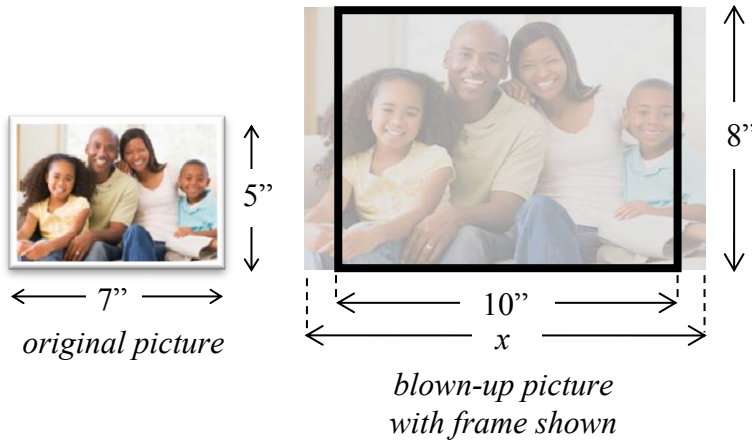 8”
5”
7”
original picture
10”
x
blown-up picture
with frame shown